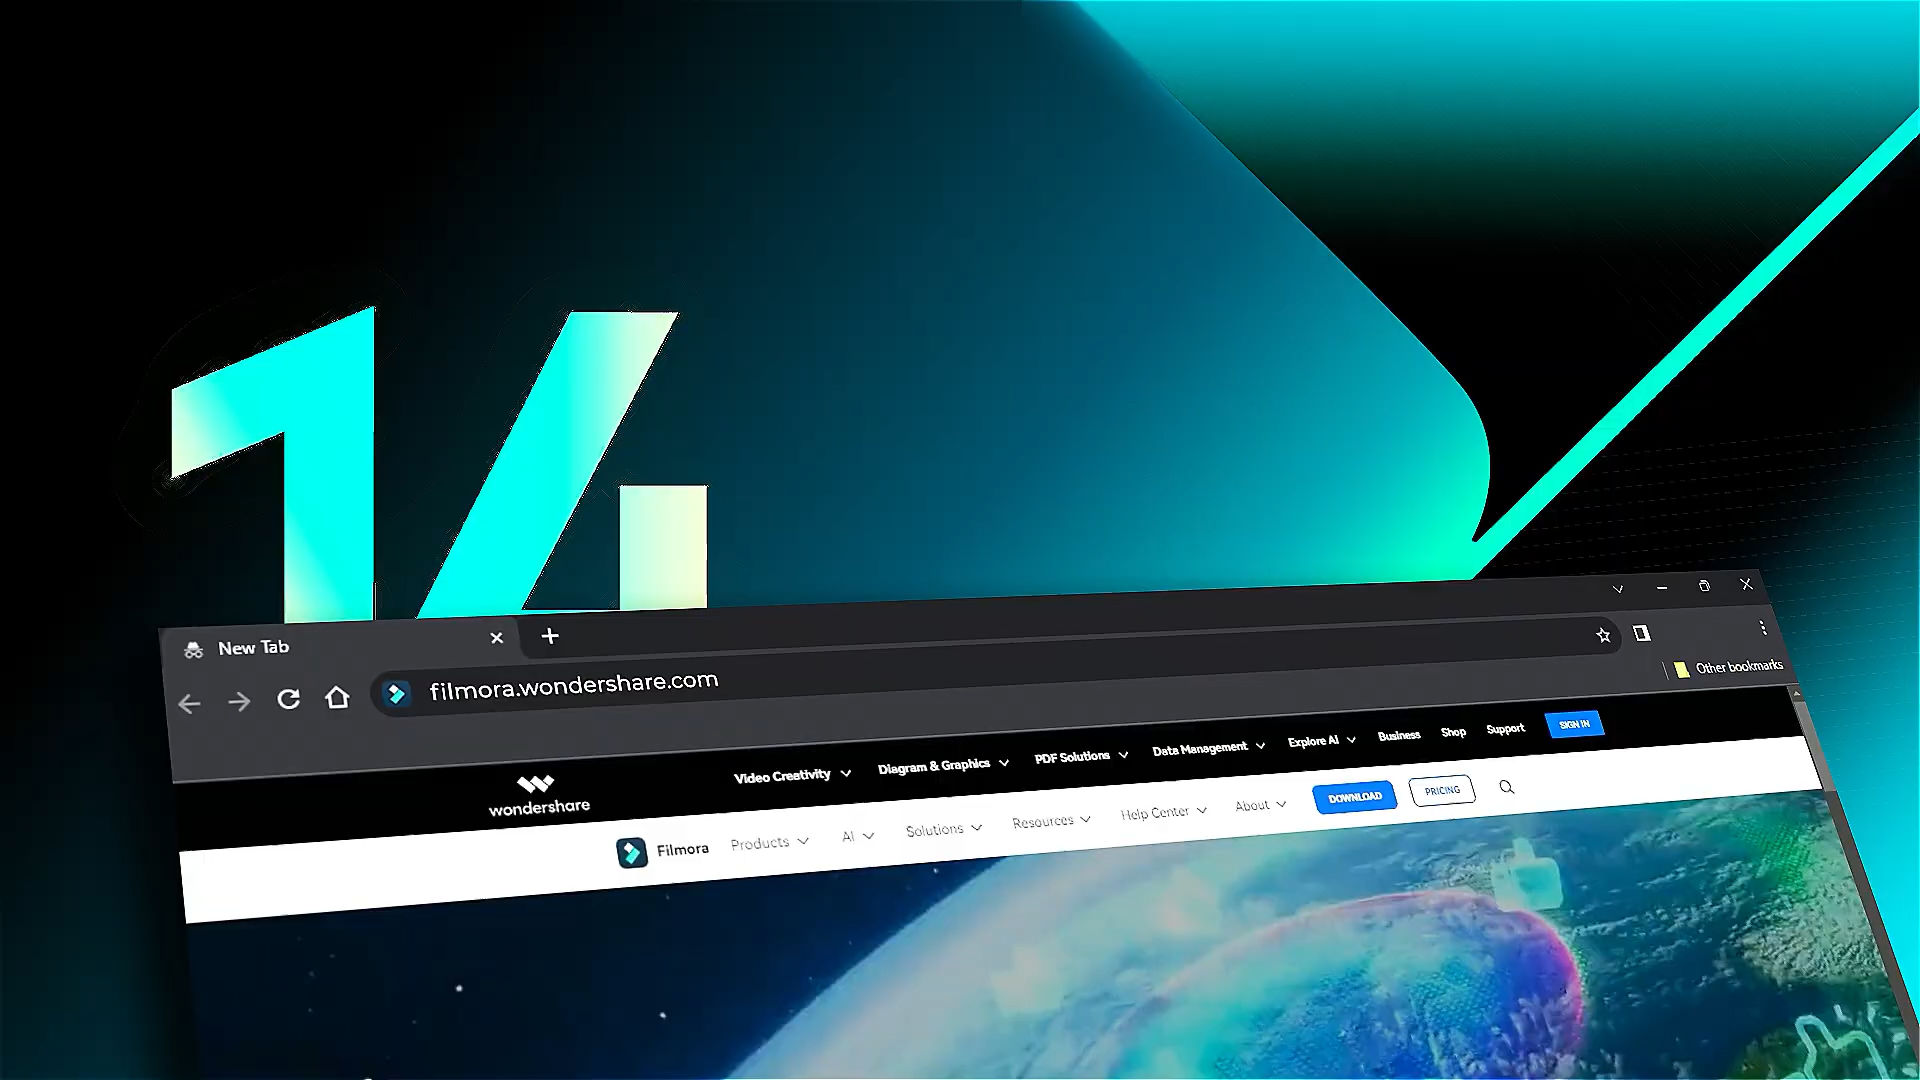 14
New Tab
filmora.wondershare.com
Other bookmarks
wondershare
Video Creativity
Diagram & Graphics
PDF Solutions
Data Management
Explore AI
Business
Shop
Support
SIGN IN
Filmora
Products
AI
Solutions
Resources
Help Center
About
DOWNLOAD
PRICING